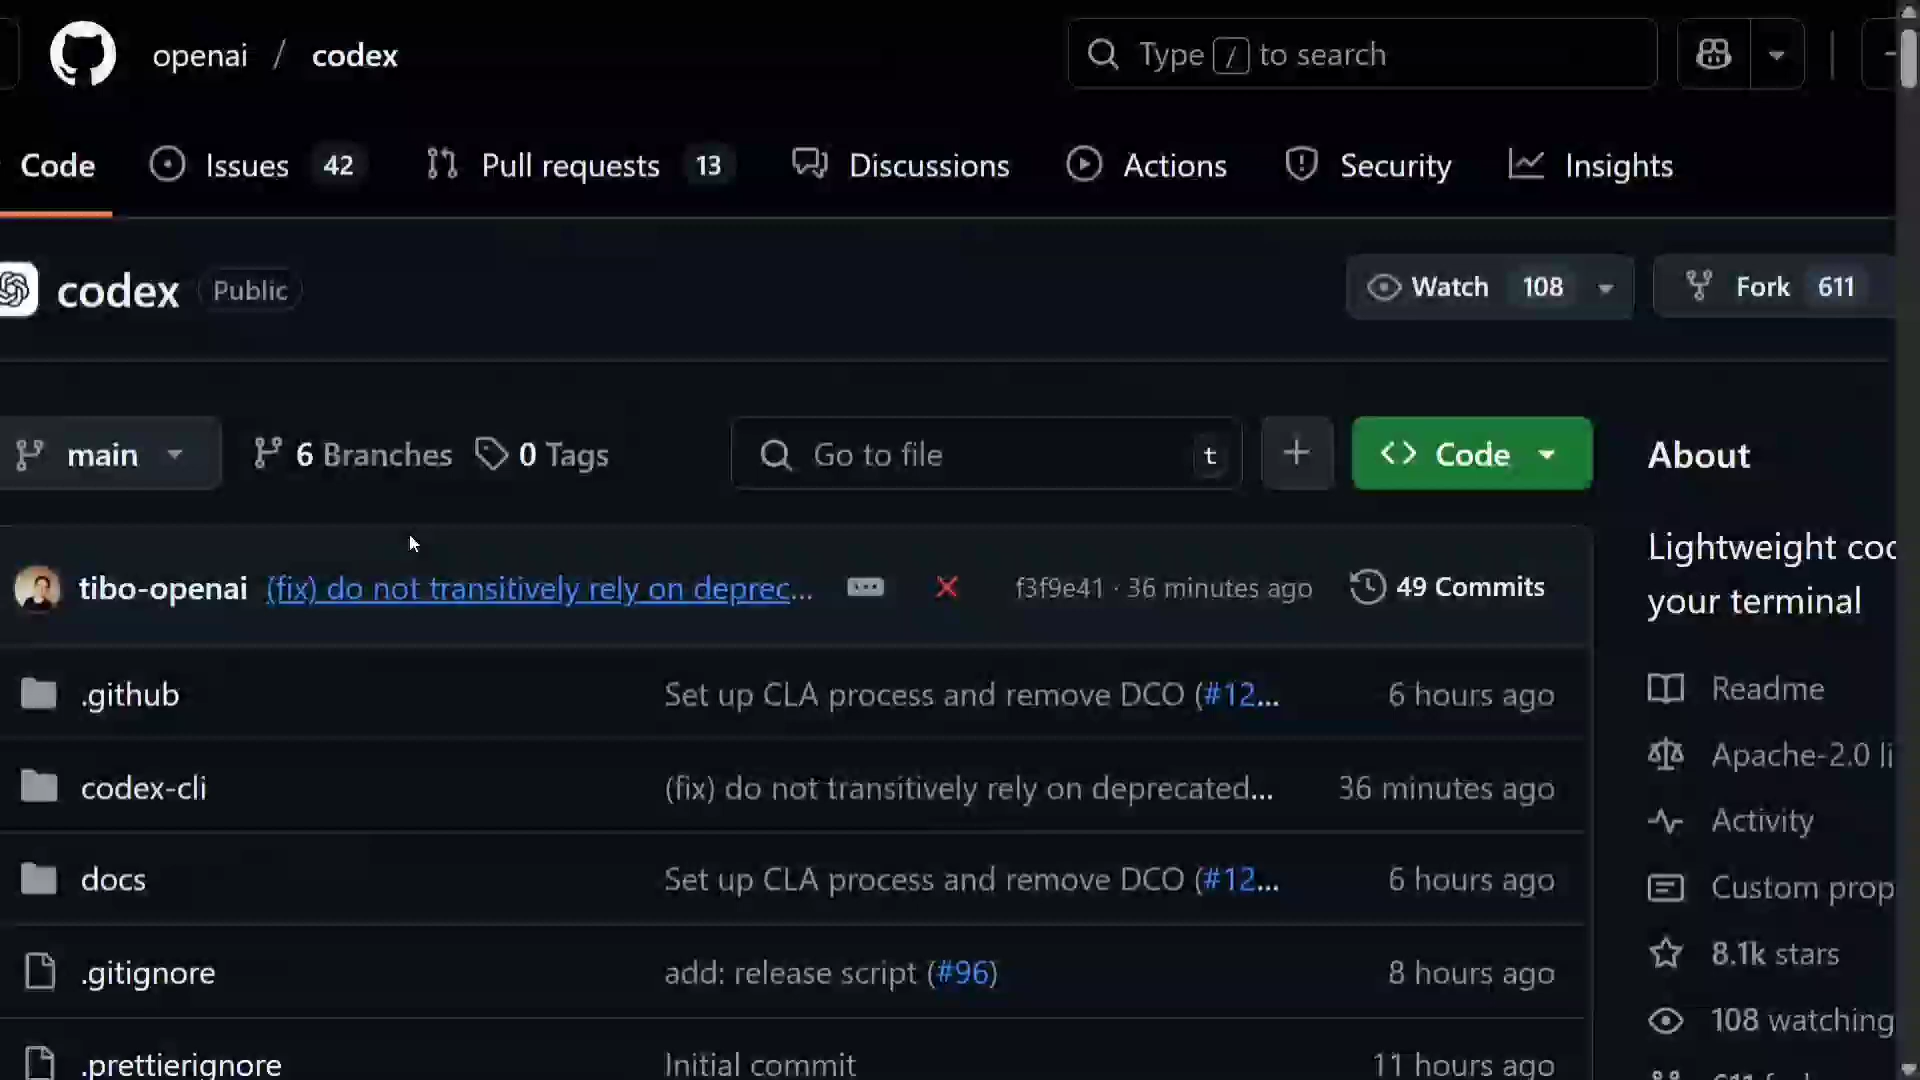 openai / codex
Type / to search
Code
Issues 42
Pull requests 13
Discussions
Actions
Security
Insights
codex Public
Watch 108
Fork 611
main
6 Branches
0 Tags
Go to file t
Code
About
Lightweight cod
your terminal
tibo-openai (fix) do not transitively rely on deprec... f3f9e41 · 36 minutes ago 49 Commits
.github Set up CLA process and remove DCO (#12... 6 hours ago
codex-cli (fix) do not transitively rely on deprecated... 36 minutes ago
docs Set up CLA process and remove DCO (#12... 6 hours ago
.gitignore add: release script (#96) 8 hours ago
.prettierignore Initial commit 11 hours ago
Readme
Apache-2.0 li
Activity
Custom prop
8.1k stars
108 watching